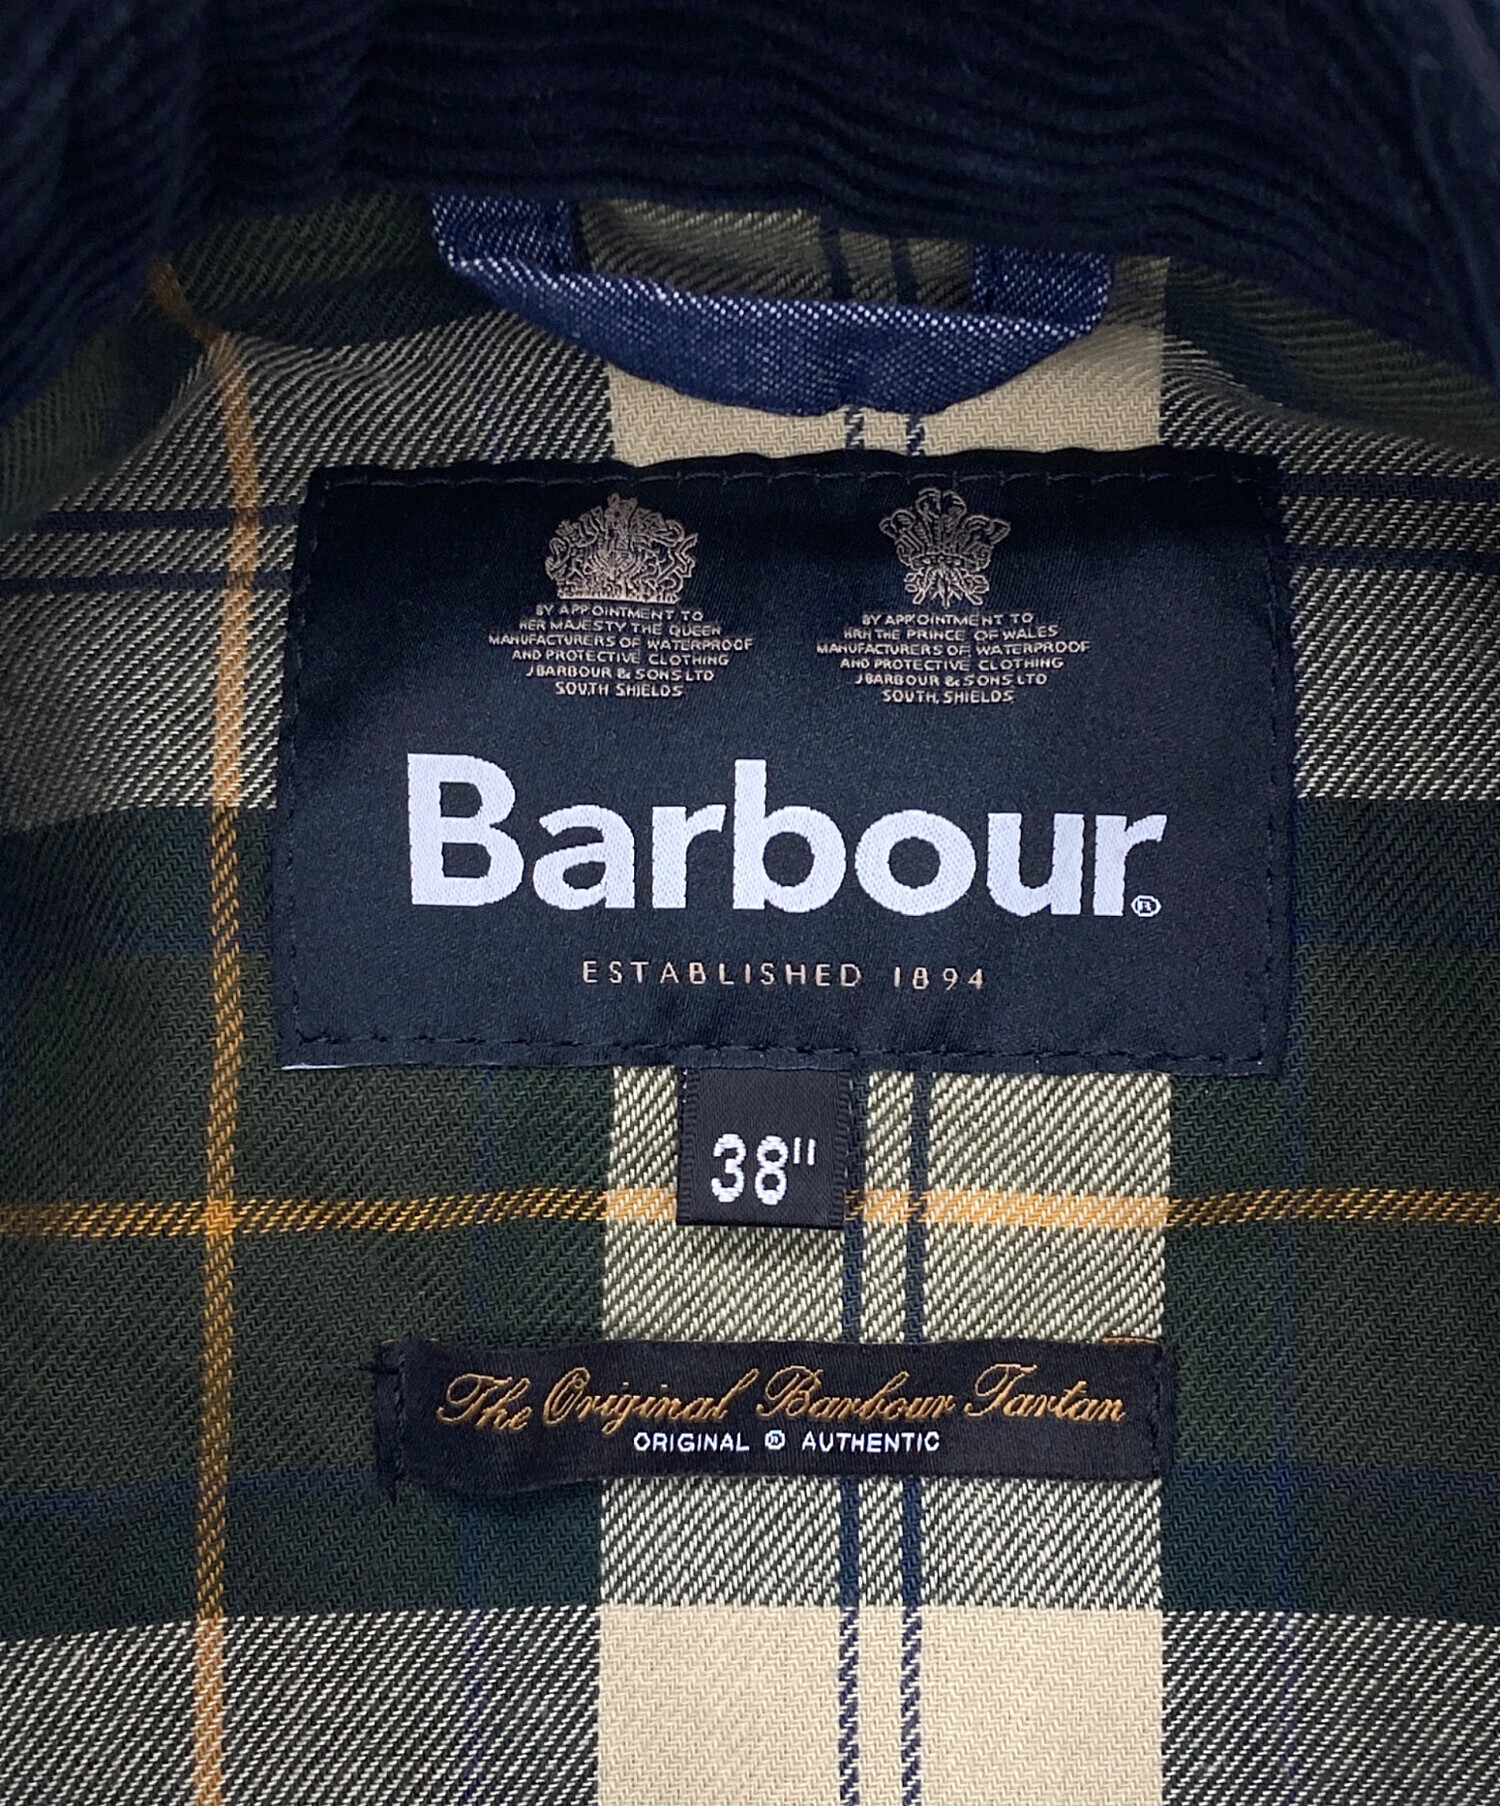 BY APPOINTMENT TO
HER MAJESTY THE QUEEN
MANUFACTURERS OF WATERPROOF
AND PROTECTIVE CLOTHING
J BARBOUR & SONS LTD
SOUTH SHIELDS
BY APPOINTMENT TO
HRH THE PRINCE OF WALES
MANUFACTURERS OF WATERPROOF
AND PROTECTIVE CLOTHING
J BARBOUR & SONS LTD
SOUTH SHIELDS
Barbour®
ESTABLISHED 1894
38"
The Original Barbour Tartan
ORIGINAL ® AUTHENTIC